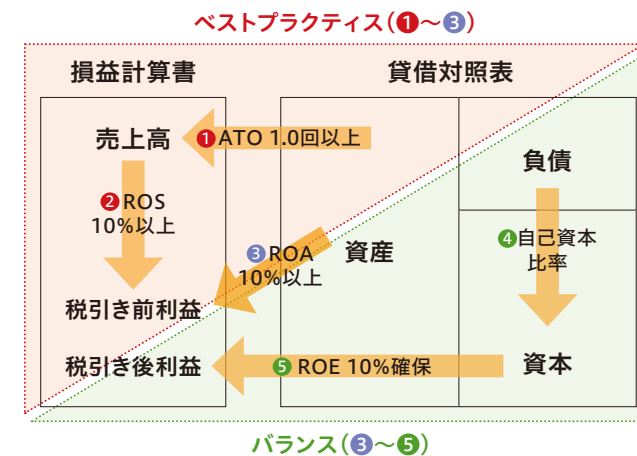 ベストプラクティス（❶～❸）
損益計算書
貸借対照表
売上高
❶ATO 1.0回以上
負債
❷ROS
10%以上
❹自己資本
比率
❸ROA
10%以上
資産
税引き前利益
税引き後利益
❺ROE 10%確保
資本
バランス（❸～❺）